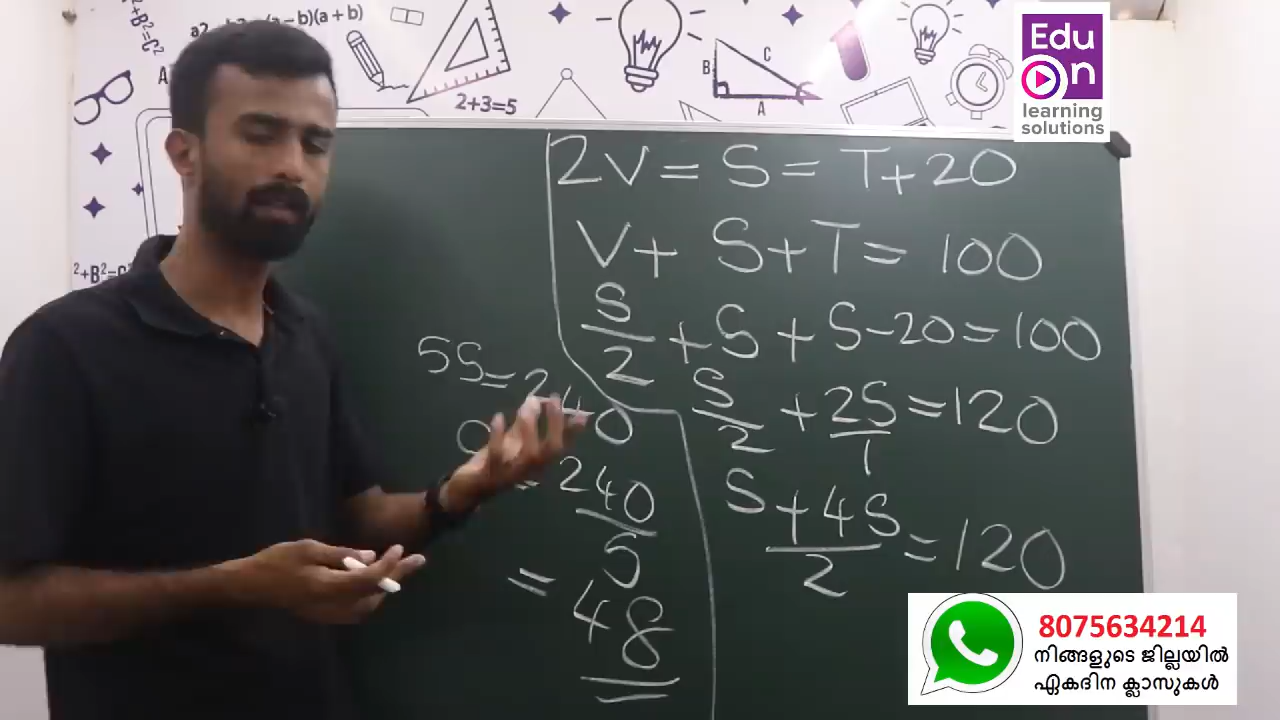 2+3=5
B
C
A
Edu
On
learning
solutions
2V = S = T+20
V+ S+T= 100
S/2 +S + S-20=100
S/2 + 2S/1 =120
S+4S/2 =120
5S=240
= 240/5
= 48
8075634214
നിങ്ങളുടെ ജില്ലയിൽ
ഏകദിന ക്ലാസുകൾ